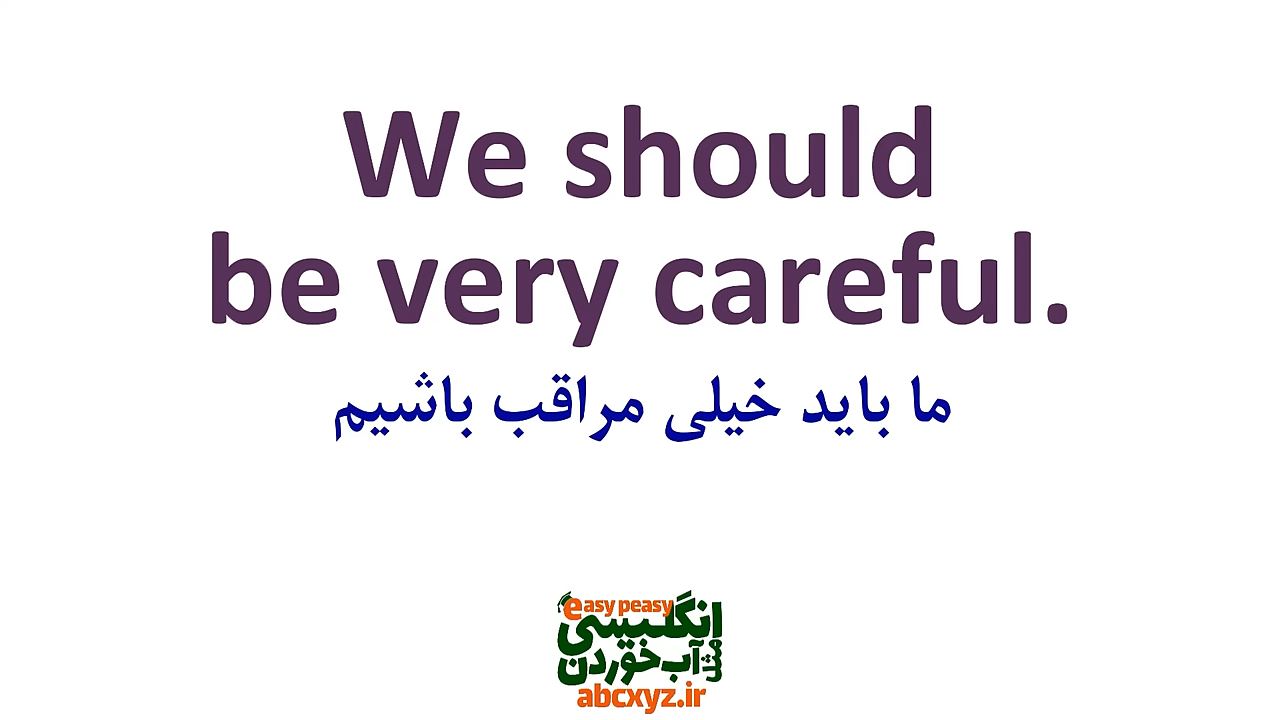 We should
be very careful.
ما باید خیلی مراقب باشیم
easy peasy
انگلیسی
مثل آب خوردن
abcxyz.ir